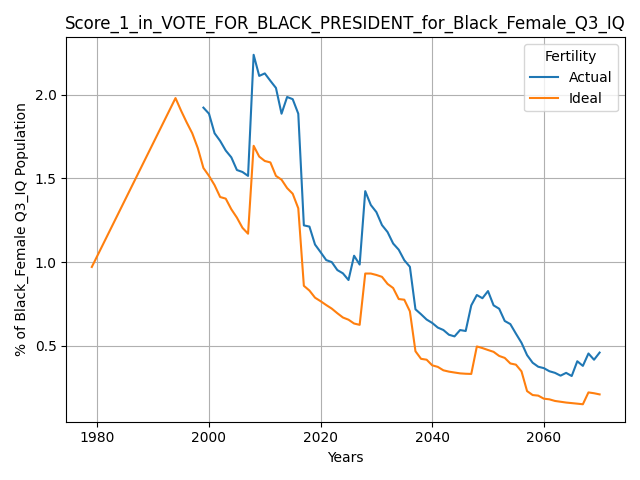 Score_1_in_VOTE_FOR_BLACK_PRESIDENT_for_Black_Female_Q3_IQ
Fertility
Actual
Ideal
2.0
1.5
1.0
0.5
% of Black_Female Q3_IQ Population
1980
2000
2020
2040
2060
Years